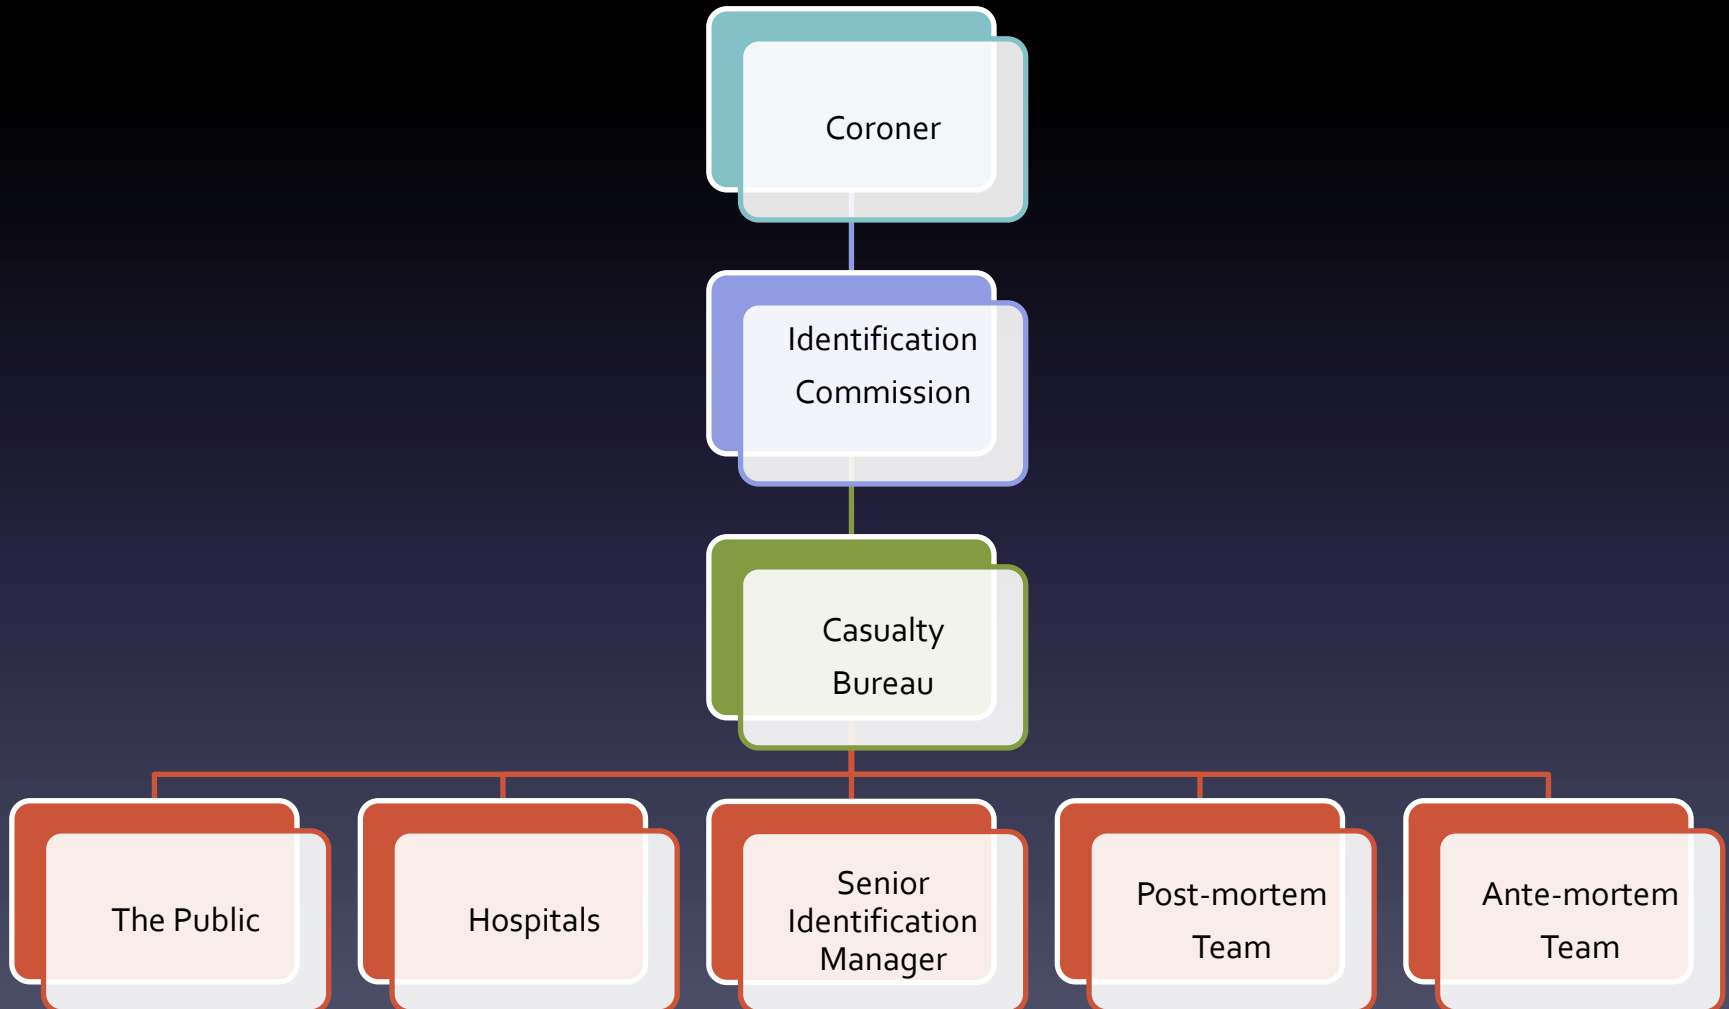 Coroner
Identification
Commission
Casualty
Bureau
The Public
Hospitals
Senior
Identification
Manager
Post-mortem
Team
Ante-mortem
Team